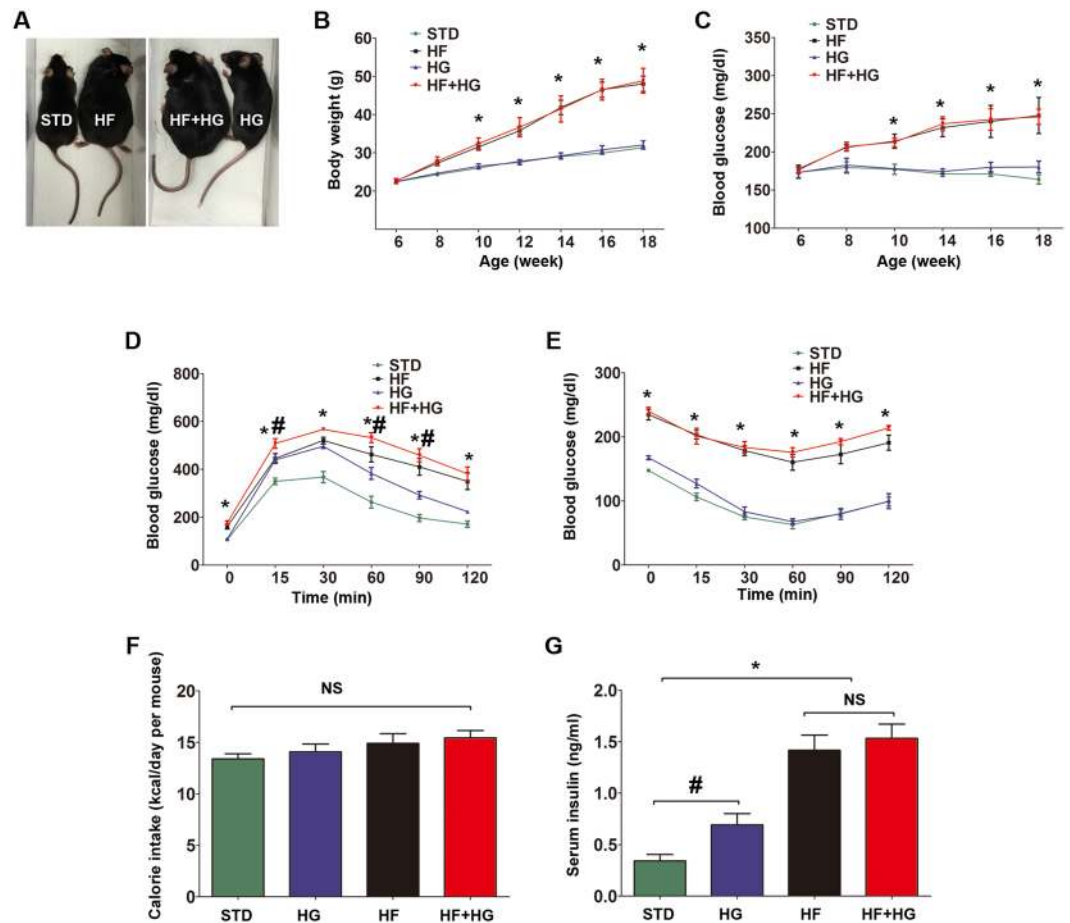 A
STD
HF
HF+HG
HG
B
STD
HF
HG
HF+HG
Body weight (g)
60
50
40
30
20
*
*
*
*
*
6
8
10
12
14
16
18
Age (week)
C
STD
HF
HG
HF+HG
Blood glucose (mg/dl)
300
250
200
150
100
*
*
*
*
*
6
8
10
12
14
16
18
Age (week)
D
STD
HF
HG
HF+HG
Blood glucose (mg/dl)
800
600
400
200
0
*
*#
*
*#
*#
*
0
15
30
60
90
120
Time (min)
E
STD
HF
HG
HF+HG
Blood glucose (mg/dl)
300
200
100
0
*
*
*
*
*
*
0
15
30
60
90
120
Time (min)
F
Calorie intake (kcal/day per mouse)
20
15
10
5
0
NS
STD
HG
HF
HF+HG
G
Serum insulin (ng/ml)
2.0
1.5
1.0
0.5
0.0
*
NS
#
STD
HG
HF
HF+HG